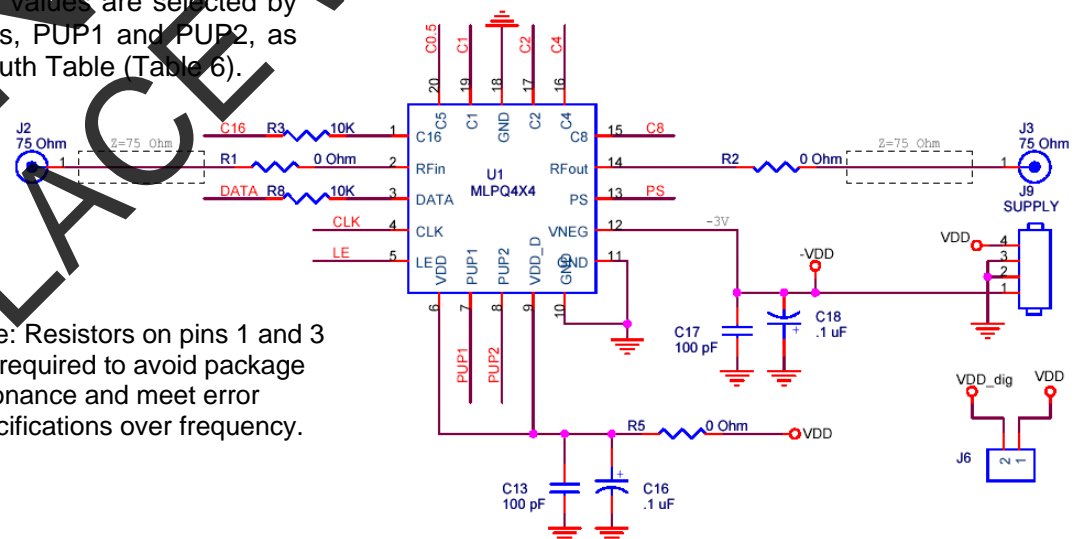 values are selected by
s, PUP1 and PUP2, as
uth Table (Table 6).
C0.5
C1
C2
C4
20
19
18
17
16
C5
C1
GND
C2
C4
J2
75 Ohm
1
Z=75 Ohm
C16
R3
10K
1
C16
R1
0 Ohm
2
RFin
DATA
R8
10K
3
DATA
CLK
4
CLK
LE
5
LE
U1
MLPQ4X4
C8
15
C8
RFout
14
R2
0 Ohm
Z=75 Ohm
1
J3
75 Ohm
PS
13
PS
VNEG
12
-3V
GND
11
VDD
PUP1
PUP2
VDD_D
GND
6
7
8
9
10
PUP1
PUP2
J9
SUPPLY
VDD
4
3
2
1
-VDD
C17
100 pF
C18
+
.1 uF
e: Resistors on pins 1 and 3
required to avoid package
onance and meet error
cifications over frequency.
R5
0 Ohm
VDD
C13
100 pF
+
C16
.1 uF
VDD_dig
VDD
J6
2
1
LACE